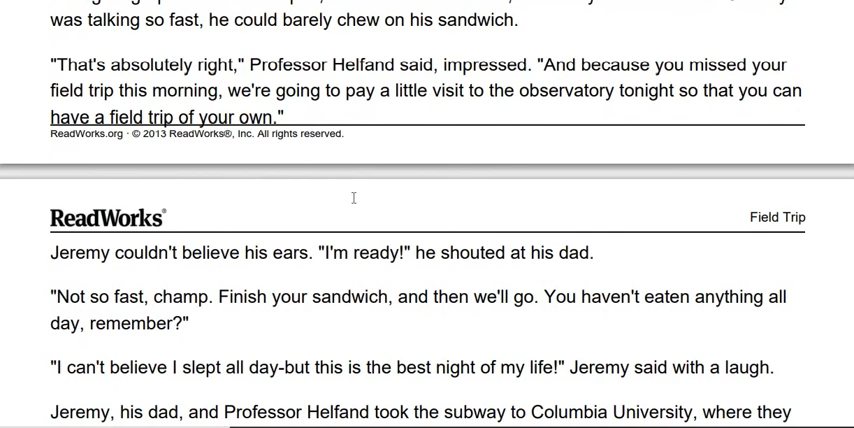 was talking so fast, he could barely chew on his sandwich.
"That's absolutely right," Professor Helfand said, impressed. "And because you missed your
field trip this morning, we're going to pay a little visit to the observatory tonight so that you can
have a field trip of your own."
ReadWorks.org · © 2013 ReadWorks®, Inc. All rights reserved.
ReadWorks®
Field Trip
Jeremy couldn't believe his ears. "I'm ready!" he shouted at his dad.
"Not so fast, champ. Finish your sandwich, and then we'll go. You haven't eaten anything all
day, remember?"
"I can't believe I slept all day-but this is the best night of my life!" Jeremy said with a laugh.
Jeremy, his dad, and Professor Helfand took the subway to Columbia University, where they